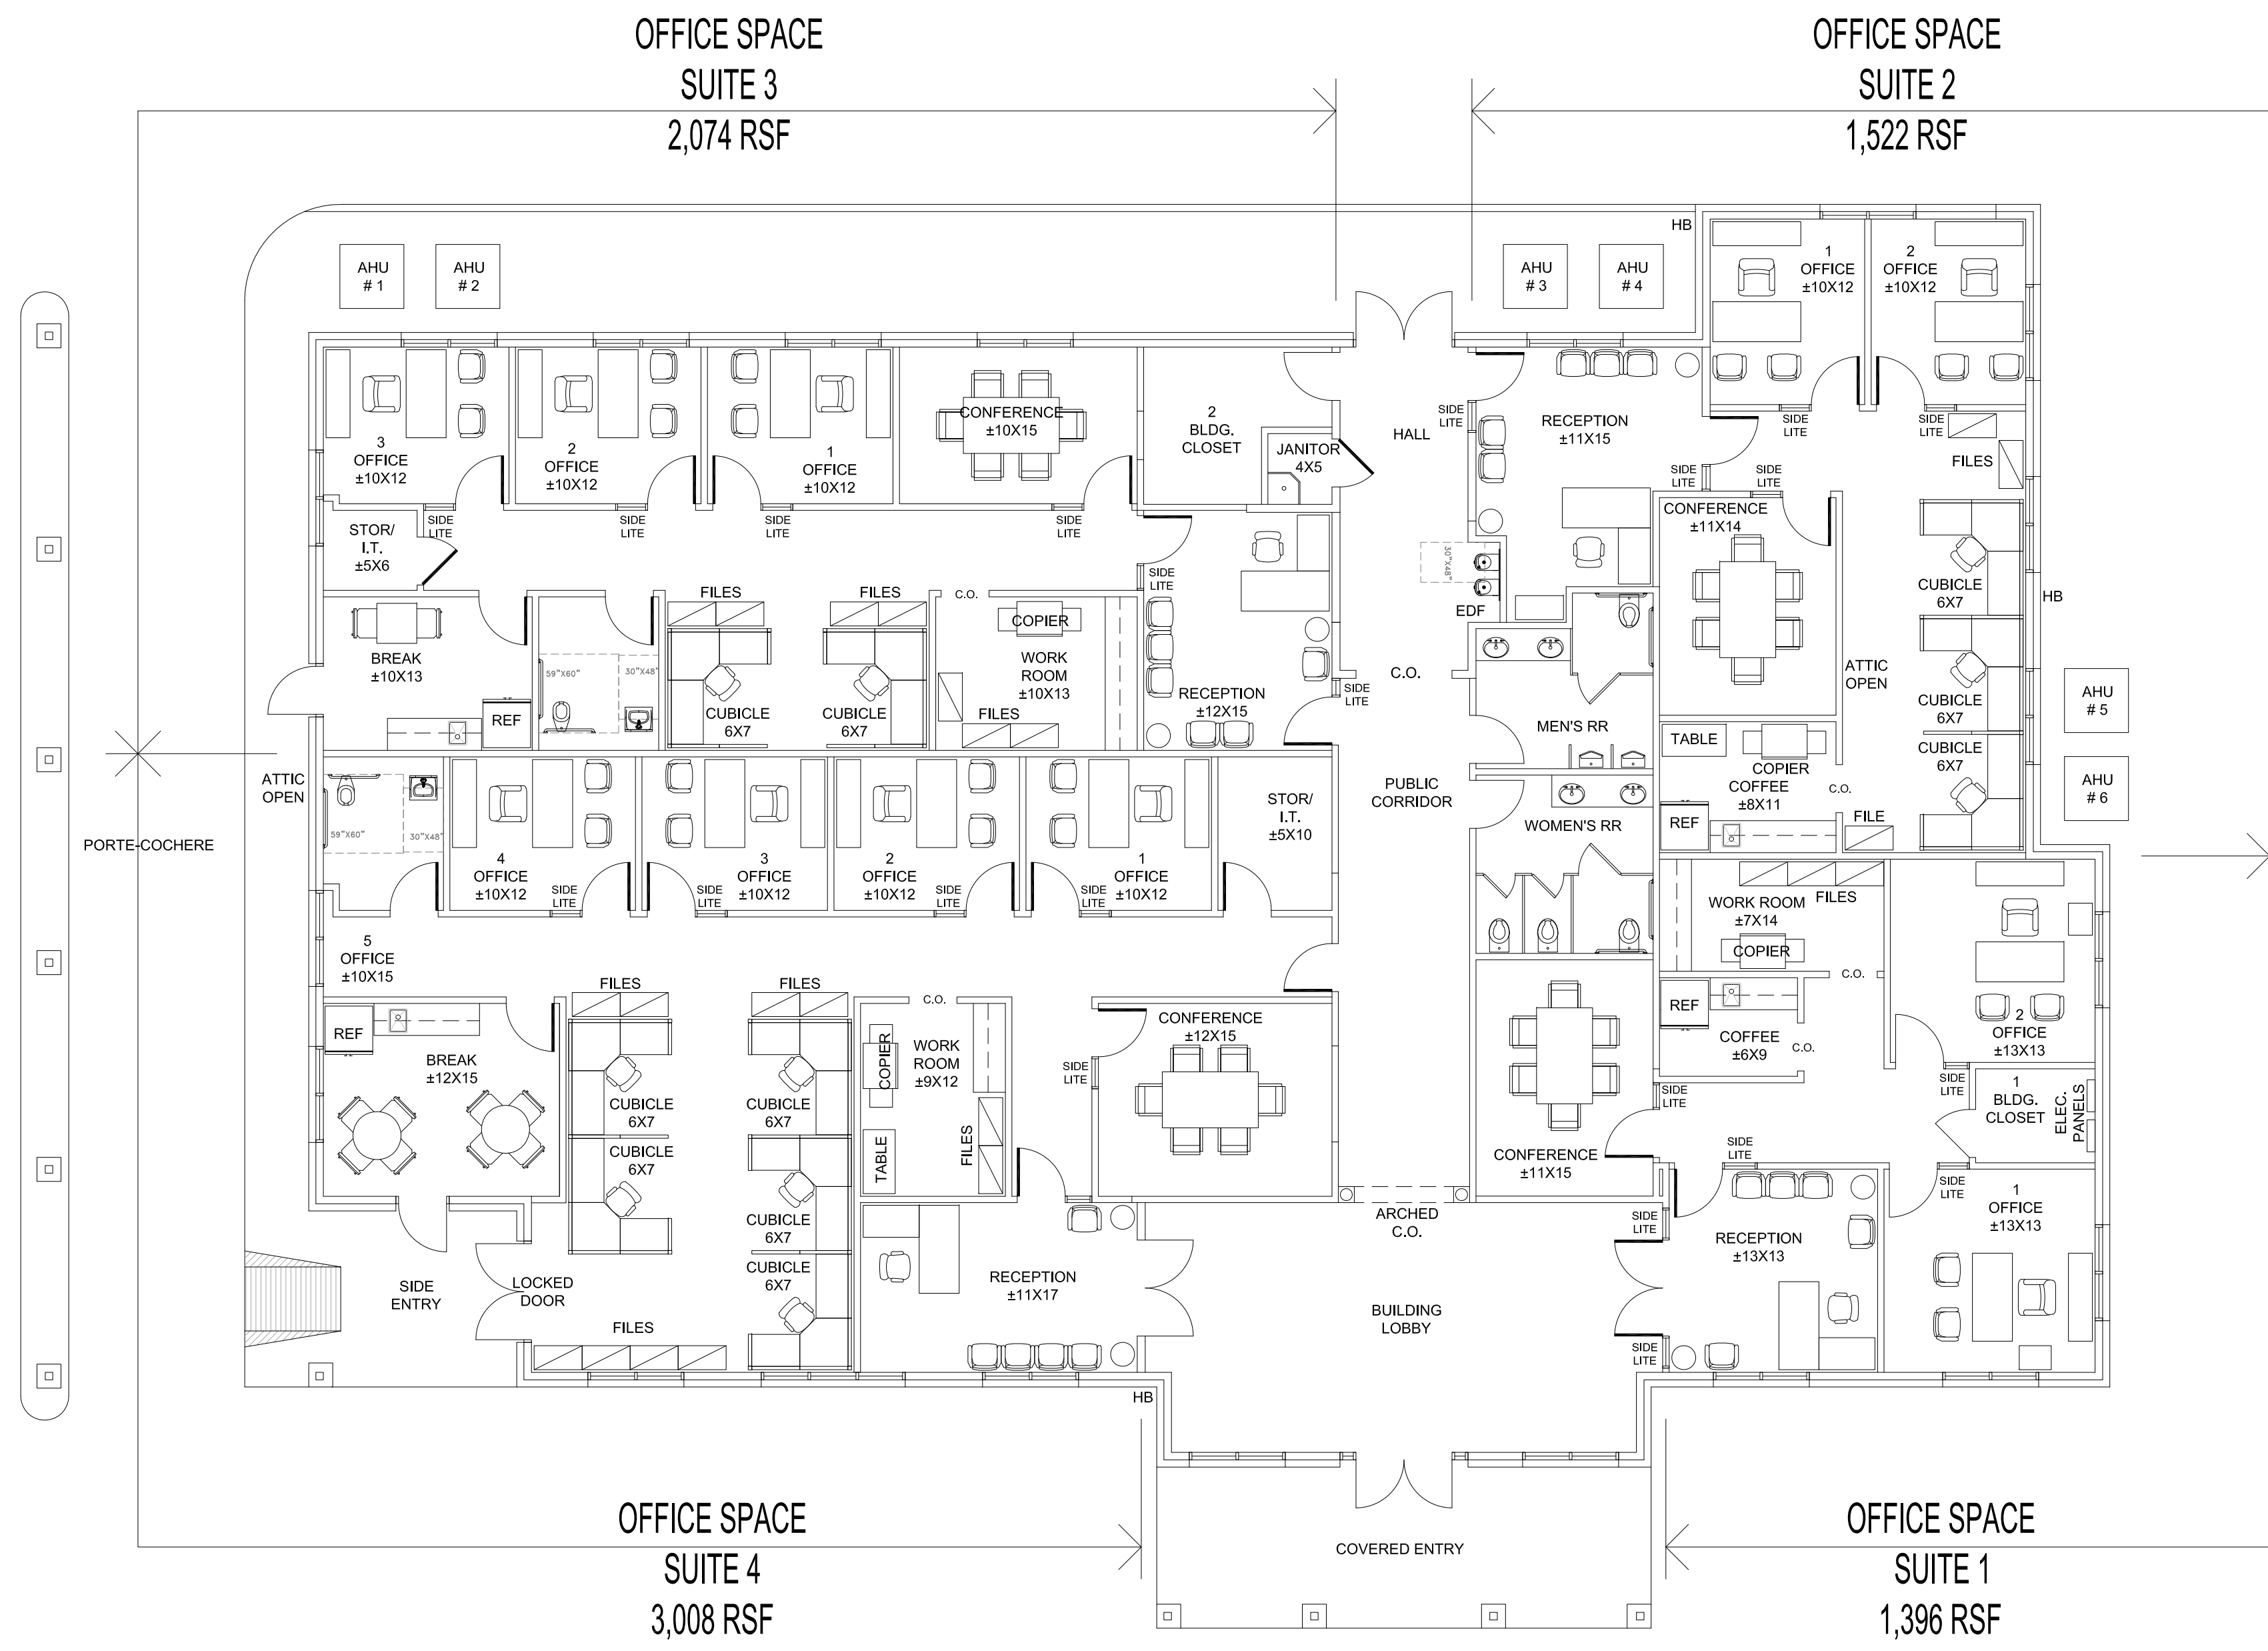 OFFICE SPACE
SUITE 3
2,074 RSF
OFFICE SPACE
SUITE 2
1,522 RSF
HB
AHU
# 1
AHU
# 2
AHU
# 3
AHU
# 4
1
OFFICE
±10X12
2
OFFICE
±10X12
3
OFFICE
±10X12
2
OFFICE
±10X12
1
OFFICE
±10X12
CONFERENCE
±10X15
2
BLDG.
CLOSET
JANITOR
4X5
HALL
SIDE
LITE
RECEPTION
±11X15
SIDE
LITE
SIDE
LITE
SIDE
LITE
SIDE
LITE
FILES
STOR/
I.T.
±5X6
SIDE
LITE
SIDE
LITE
SIDE
LITE
SIDE
LITE
CONFERENCE
±11X14
SIDE
LITE
30"X48"
EDF
CUBICLE
6X7
HB
FILES
FILES
C.O.
COPIER
BREAK
±10X13
REF
59"X60"
30"X48"
CUBICLE
6X7
CUBICLE
6X7
WORK
ROOM
±10X13
FILES
RECEPTION
±12X15
SIDE
LITE
C.O.
MEN'S RR
ATTIC
OPEN
CUBICLE
6X7
AHU
# 5
TABLE
COPIER
COFFEE
±8X11
C.O.
CUBICLE
6X7
AHU
# 6
REF
FILE
ATTIC
OPEN
PORTE-COCHERE
59"X60"
30"X48"
4
OFFICE
±10X12
SIDE
LITE
SIDE
LITE
3
OFFICE
±10X12
2
OFFICE
±10X12
SIDE
LITE
SIDE
LITE
1
OFFICE
±10X12
STOR/
I.T.
±5X10
PUBLIC
CORRIDOR
WOMEN'S RR
WORK ROOM
±7X14
FILES
COPIER
C.O.
5
OFFICE
±10X15
FILES
FILES
C.O.
REF
BREAK
±12X15
COPIER
WORK
ROOM
±9X12
SIDE
LITE
CONFERENCE
±12X15
REF
COFFEE
±6X9
C.O.
2
OFFICE
±13X13
SIDE
LITE
SIDE
LITE
1
BLDG.
CLOSET
ELEC.
PANELS
CUBICLE
6X7
CUBICLE
6X7
CUBICLE
6X7
TABLE
FILES
CONFERENCE
±11X15
SIDE
LITE
SIDE
LITE
1
OFFICE
±13X13
CUBICLE
6X7
ARCHED
C.O.
SIDE
LITE
RECEPTION
±13X13
CUBICLE
6X7
SIDE
ENTRY
LOCKED
DOOR
RECEPTION
±11X17
BUILDING
LOBBY
FILES
SIDE
LITE
HB
OFFICE SPACE
SUITE 4
3,008 RSF
COVERED ENTRY
OFFICE SPACE
SUITE 1
1,396 RSF